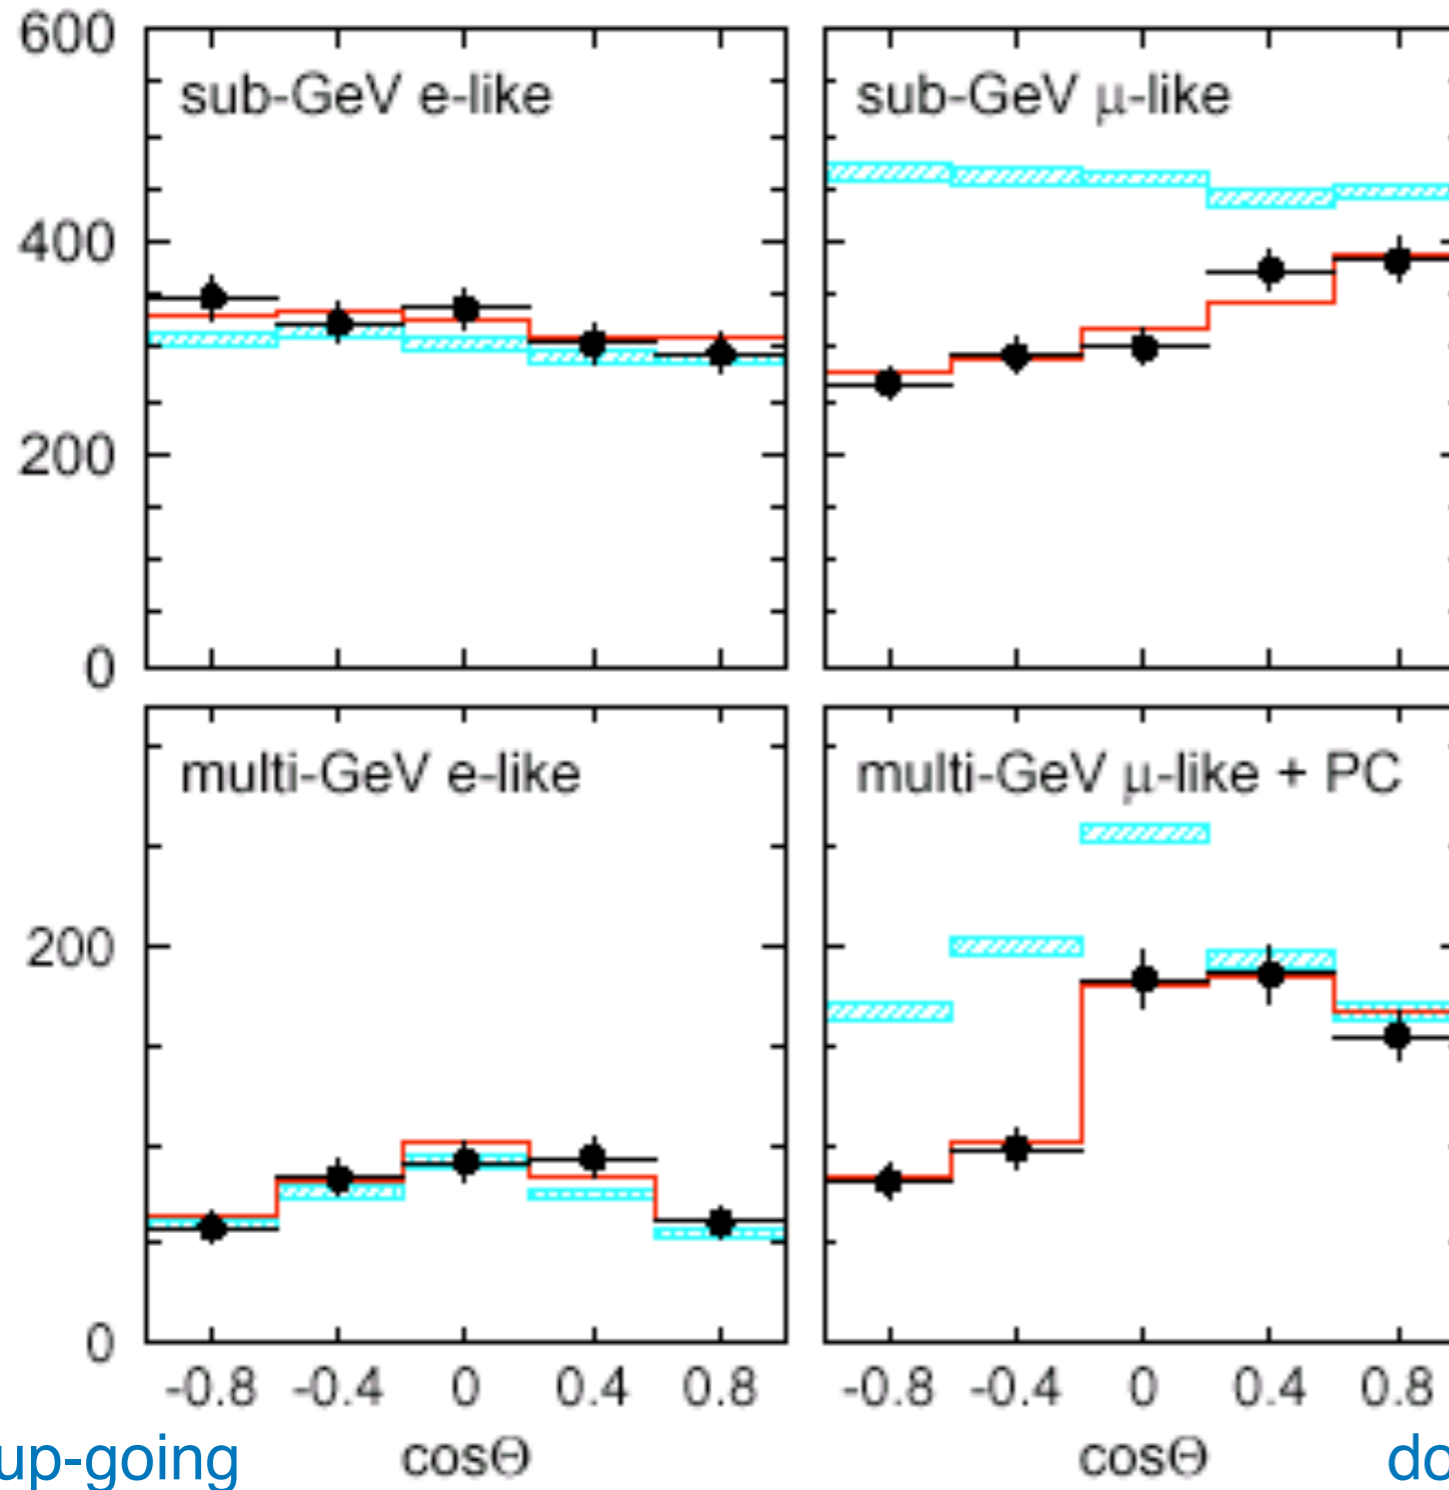 600
400
200
0
sub-GeV e-like
sub-GeV μ-like
200
0
multi-GeV e-like
multi-GeV μ-like + PC
-0.8 -0.4 0 0.4 0.8
-0.8 -0.4 0 0.4 0.8
cosΘ
cosΘ
up-going
do